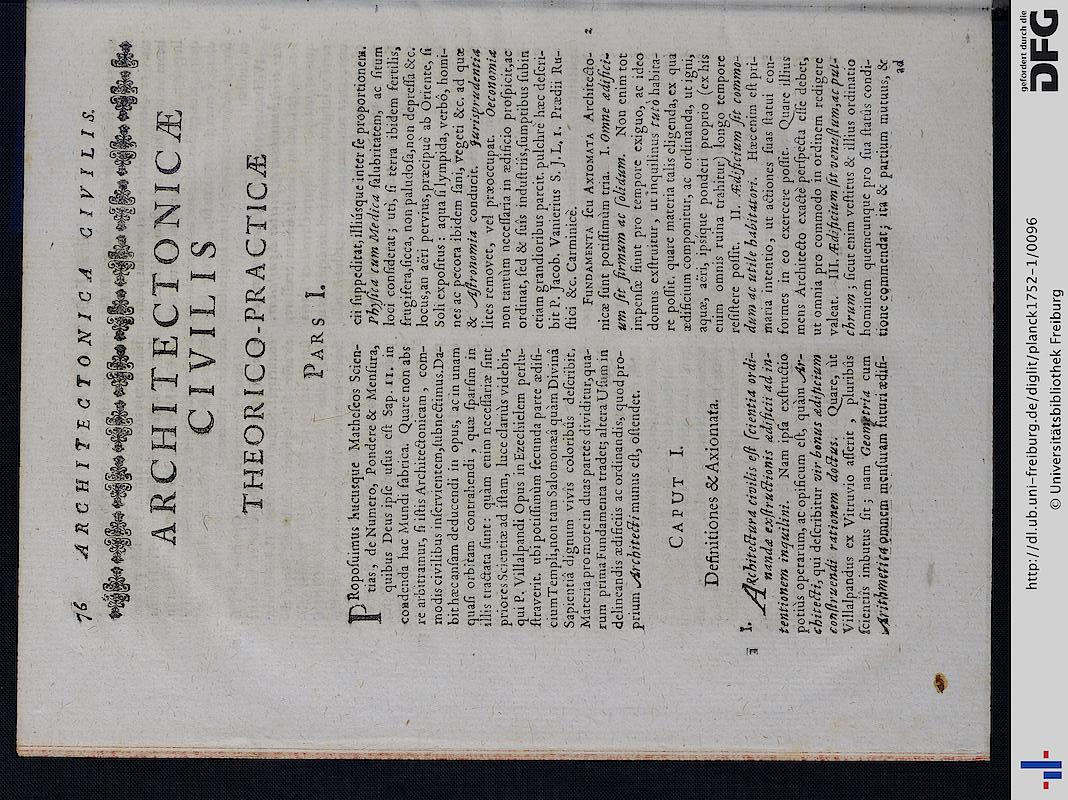 76 ARCHITECTONICA CIVILIS.
ARCHITECTONICÆ
CIVILIS
THEORICO-PRACTICÆ
PARS I.
PRoposuimus hucusque Matheseos Scien-
tias, de Numero, Pondere & Mensura,
quibus Deus ipse usus est Sap. 11. in
condenda hac Mundi fabrica. Quare non abs
re arbitramur, si istis Architectonicam, com-
modis civilibus inservientem, subnectimus. Da-
bit hæc ansam deducendi in opus, ac in unam
quasi orbitam contrahendi, quæ sparsim in
illis tractata sunt: quam enim necessariæ sint
priores Scientiæ ad istam, luce clariùs videbit,
qui P. Villalpandi Opus in Ezechielem perlu-
straverit. ubi potissimùm secunda parte ædifi-
cium Templi, non tam Salomonæâ quàm Divinâ
Sapientiâ dignum vivis coloribus describit.
Materia pro more in duas partes dividitur, qua-
rum prima Fundamenta tradet; altera Usum in
delineandis ædificiis ac ordinandis, quod pro-
prium Architecti munus est, ostendet.
CAPUT I.
Definitiones & Axiomata.
I. ARchitectura civilis est scientia ordi-
nandæ exstructionis ædificii ad in-
tentionem inquilini. Nam ipsa exstructio
potiùs operarum, ac opificum est, quàm Ar-
chitecti, qui describitur vir bonus ædificium
construendi rationem doctus. Quare, ut
Villalpandus ex Vitruvio asserit, pluribus
scienciis imbutus sit; nam Geometria cum
Arithmetica omnem mensuram futuri ædifi-
cii suppeditat, illiúsque inter se proportionem.
Physica cum Medica salubritatem, ac situm
loci considerat; uti, si terra ibidem fertilis,
frugifera, sicca, non paludosa, non depressa &c.
locus, an aëri pervius, præcipuè ab Oriente, si
Soli expositus: aqua si lympida, verbô, homi-
nes ac pecora ibidem sani, vegeti &c. ad quæ
& Astronomia conducit. Jurisprudentia
lites removet, vel præoccupat. Oeconomia
non tantùm necessaria in ædificio prospicit, ac
ordinat, sed & suis industriis, sumptibus subin
etiam grandioribus parcit. pulchrè hæc descri-
bit P. Jacob. Vanierius S. J. L. 1. Prædii Ru-
stici &c. Carminicè.
FUNDAMENTA seu AXIOMATA Architecto- 2
nicæ sunt potissimùm tria. I. Omne ædifici-
um sit firmum ac solidum. Non enim tot
impensæ fiunt pro tempore exiguo, ac ideo
domus exstruitur, ut inquilinus tutò habita-
re possit. quare materia talis eligenda, ex qua
ædificium componitur, ac ordinanda, ut igni,
aquæ, aëri, ipsique ponderi proprio (ex his
enim omnis ruina trahitur) longo tempore
resistere possit. II. Ædificium sit commo-
dum ac utile habitatori. Hæc enim est pri-
maria intentio, ut actiones suas statui con-
formes in eo exercere possit. Quare illius
mens Architecto exactè perspecta esse debet,
ut omnia pro commodo in ordinem redigere
valeat. III. Ædificium sit venustum, ac pul-
chrum; sicut enim vestitus & illius ordinatio
hominem quemcunque pro sua status condi-
tione commendat; ita & partium mutuus, &
ad
gefördert durch die
DFG
http://dl.ub.uni-freiburg.de/diglit/planck1752-1/0096
© Universitätsbibliothek Freiburg